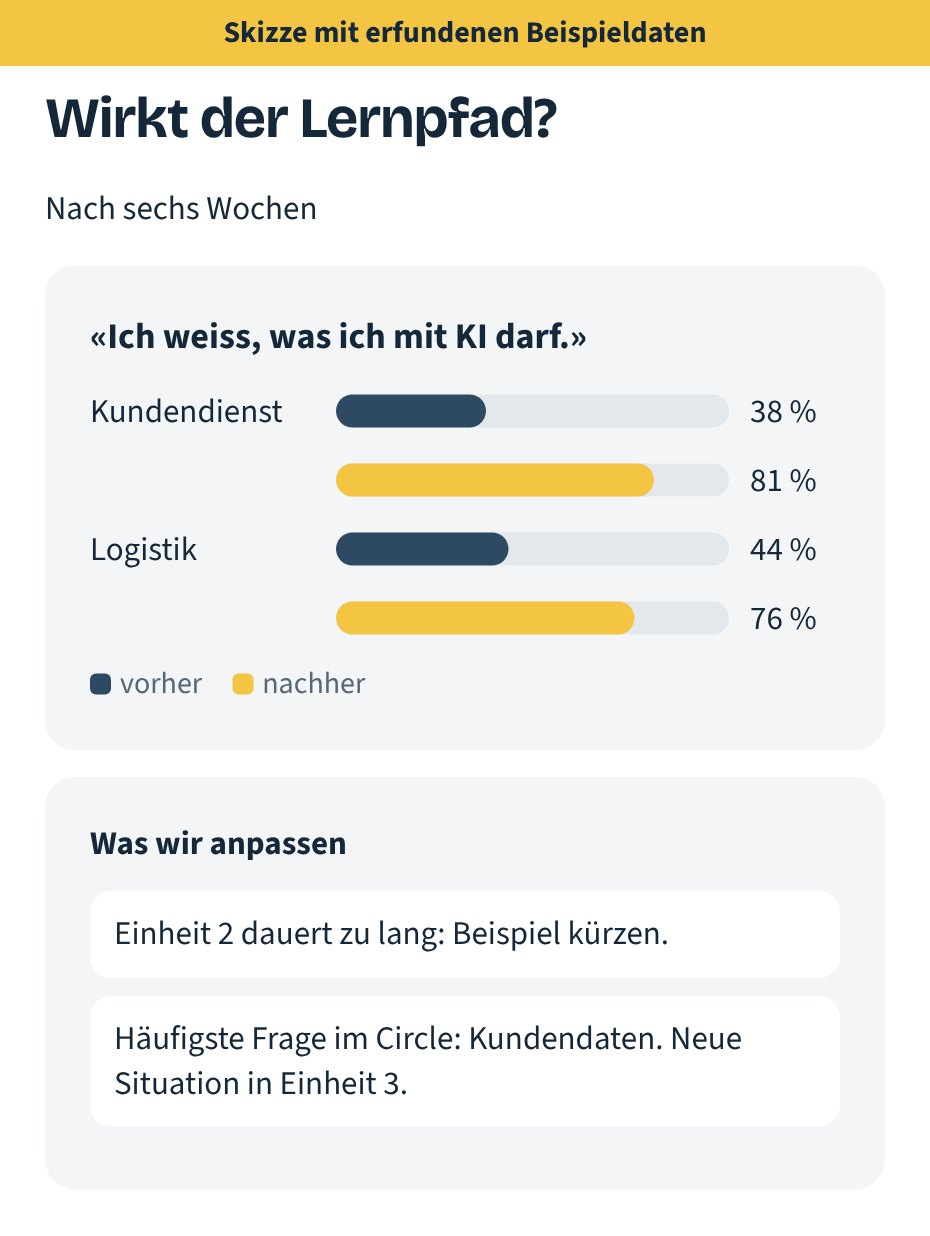 Skizze mit erfundenen Beispieldaten
Wirkt der Lernpfad?
Nach sechs Wochen
«Ich weiss, was ich mit KI darf.»
Kundendienst 38 %
81 %
Logistik 44 %
76 %
vorher nachher
Was wir anpassen
Einheit 2 dauert zu lang: Beispiel kürzen.
Häufigste Frage im Circle: Kundendaten. Neue
Situation in Einheit 3.